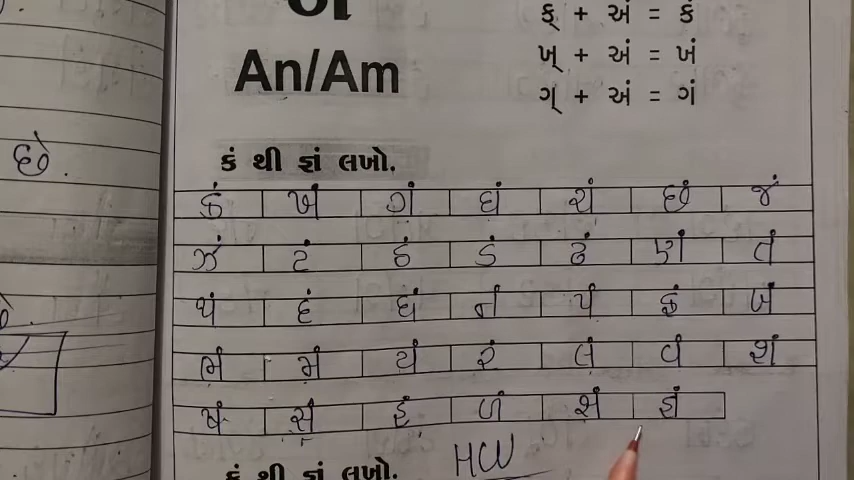 ક્ + અં = કં
An/Am
ખ્ + અં = ખં
ગ્ + અં = ગં
છે.
કં થી જ્ઞં લખો.
કં ખં ગં ઘં ચં છં જં
ઝં ટં ઠં ડં ઢં ણં તં
થં દં ધં નં પં ફં બં
ભં મં યં રં લં વં શં
ષં સં હં ળં ક્ષં જ્ઞં
કં થી જ્ઞં લખો. HW